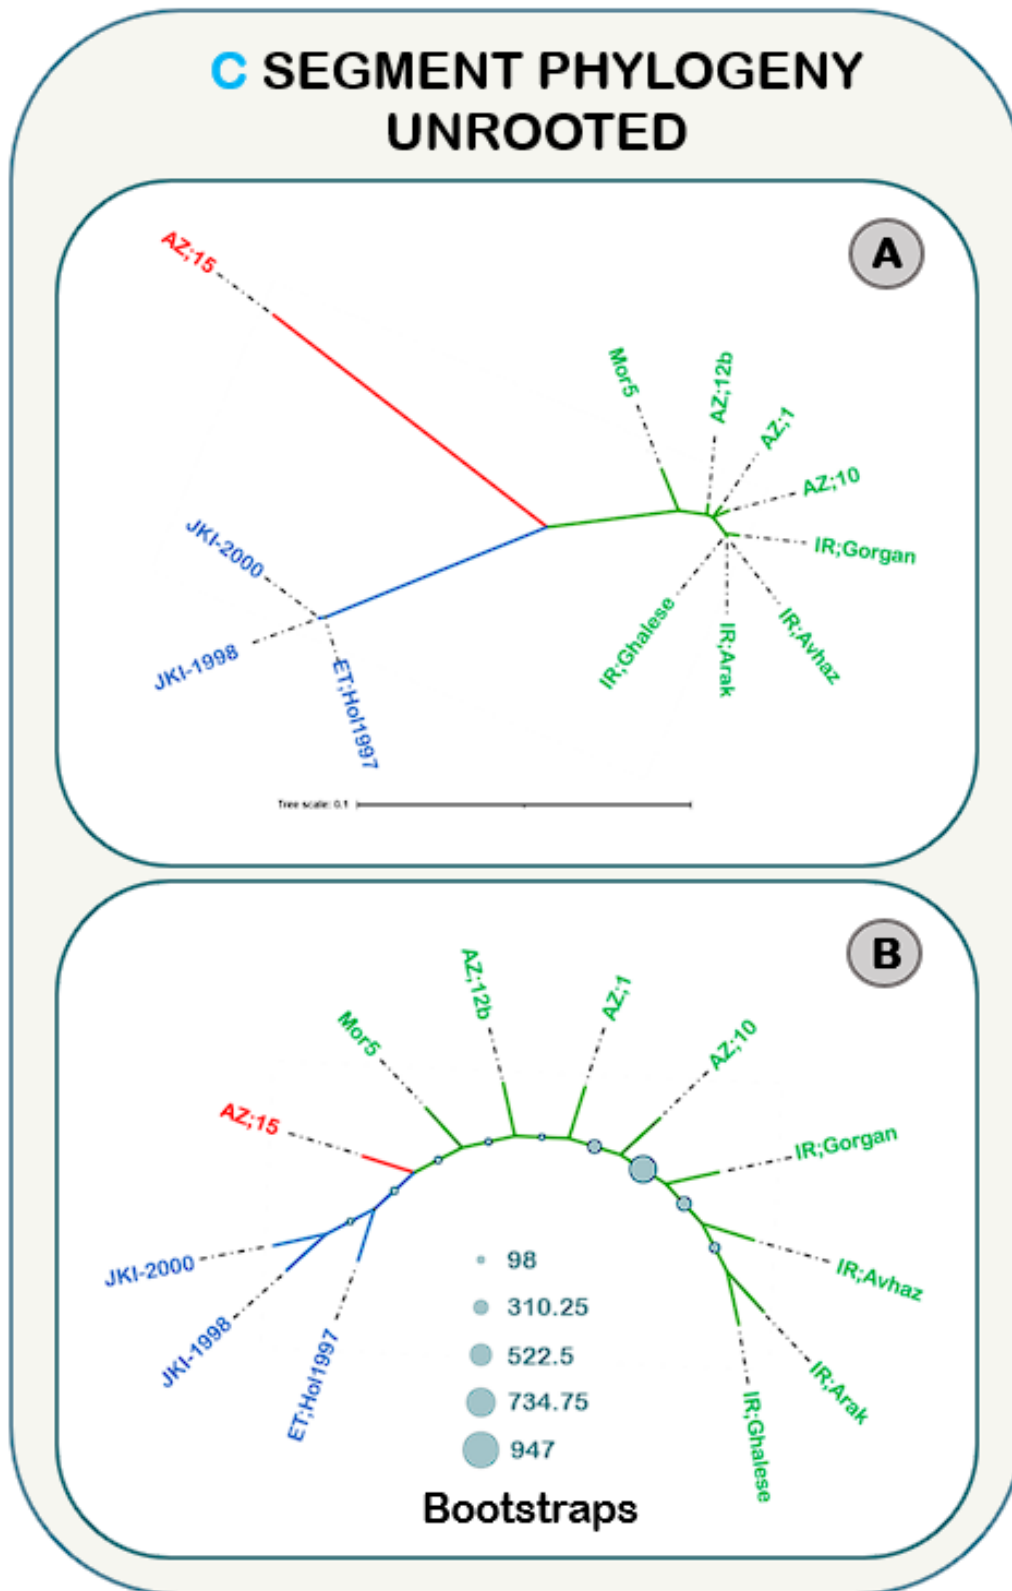 C SEGMENT PHYLOGENY
UNROOTED
A
AZ;15
Mor5
AZ;12b
AZ;1
AZ;10
IR;Gorgan
IR;Avhaz
IR;Arak
IR;Ghalese
JKI-2000
JKI-1998
ET;Hol1997
Tree scale: 0.1
B
AZ;12b
AZ;1
Mor5
AZ;10
AZ;15
IR;Gorgan
JKI-2000
IR;Avhaz
JKI-1998
ET;Hol1997
IR;Arak
IR;Ghalese
98
310.25
522.5
734.75
947
Bootstraps